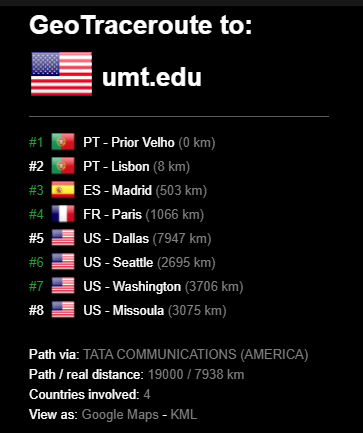 GeoTraceroute to:
umt.edu
#1 PT - Prior Velho (0 km)
#2 PT - Lisbon (8 km)
#3 ES - Madrid (503 km)
#4 FR - Paris (1066 km)
#5 US - Dallas (7947 km)
#6 US - Seattle (2695 km)
#7 US - Washington (3706 km)
#8 US - Missoula (3075 km)
Path via: TATA COMMUNICATIONS (AMERICA)
Path / real distance: 19000 / 7938 km
Countries involved: 4
View as: Google Maps - KML